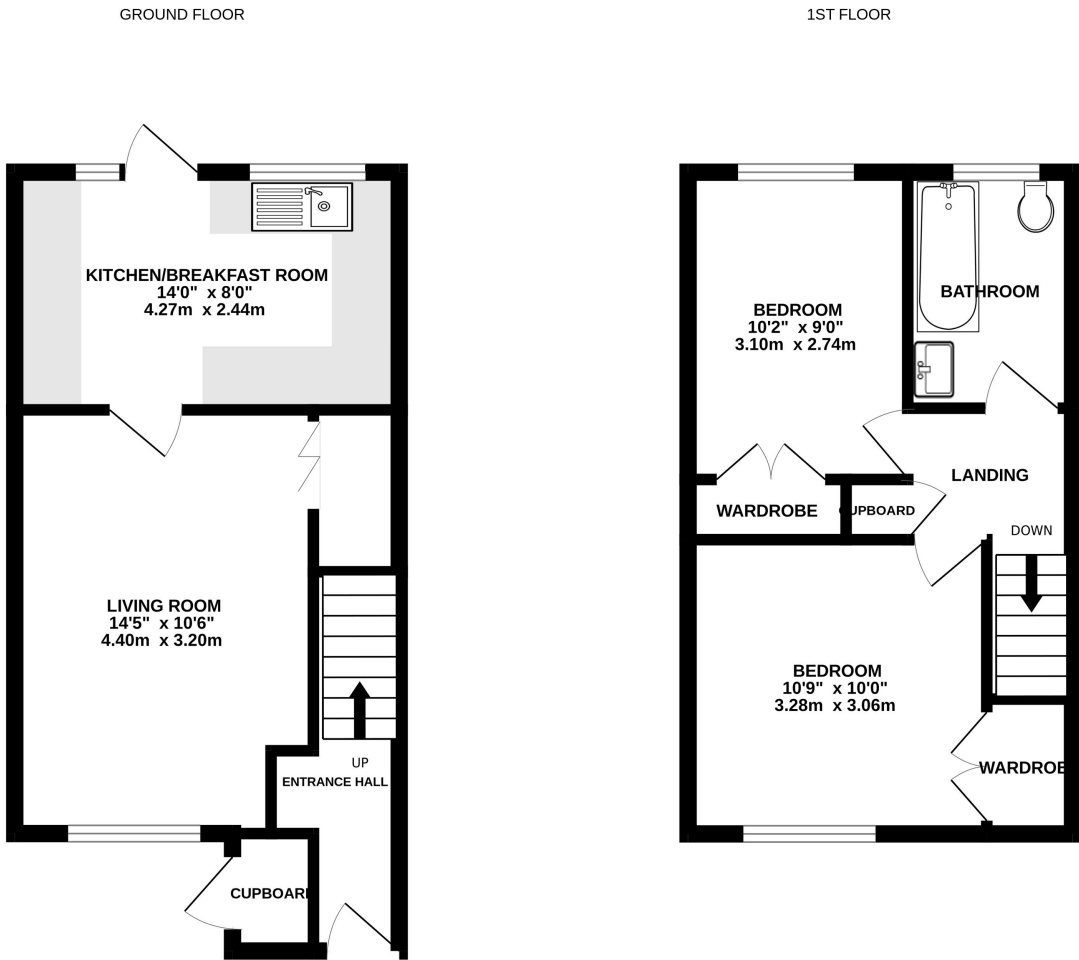 GROUND FLOOR
KITCHEN/BREAKFAST ROOM
14'0" x 8'0"
4.27m x 2.44m
LIVING ROOM
14'5" x 10'6"
4.40m x 3.20m
UP
ENTRANCE HALL
CUPBOARD
1ST FLOOR
BEDROOM
10'2" x 9'0"
3.10m x 2.74m
BATHROOM
LANDING
WARDROBE
CUPBOARD
DOWN
BEDROOM
10'9" x 10'0"
3.28m x 3.06m
WARDROBE